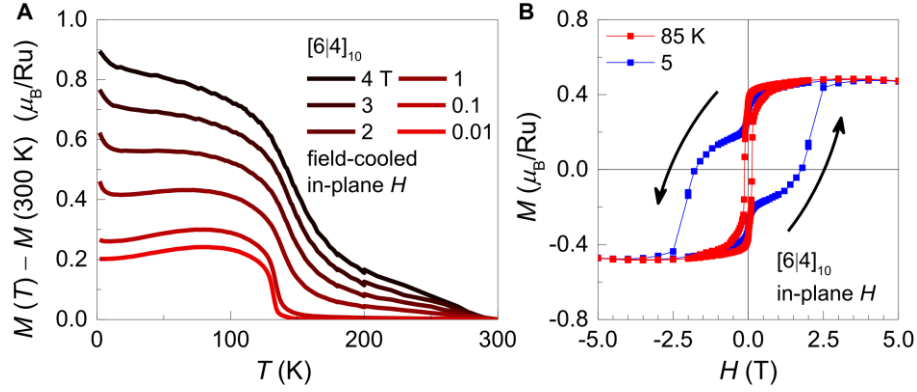 A
M (T) − M (300 K) (μB/Ru)
1.0
0.8
0.6
0.4
0.2
0.0
[6|4]10
4 T 1
3 0.1
2 0.01
field-cooled
in-plane H
0 100 200 300
T (K)
B
M (μB/Ru)
0.8
0.4
0.0
-0.4
-0.8
85 K
5
[6|4]10
in-plane H
-5.0 -2.5 0.0 2.5 5.0
H (T)